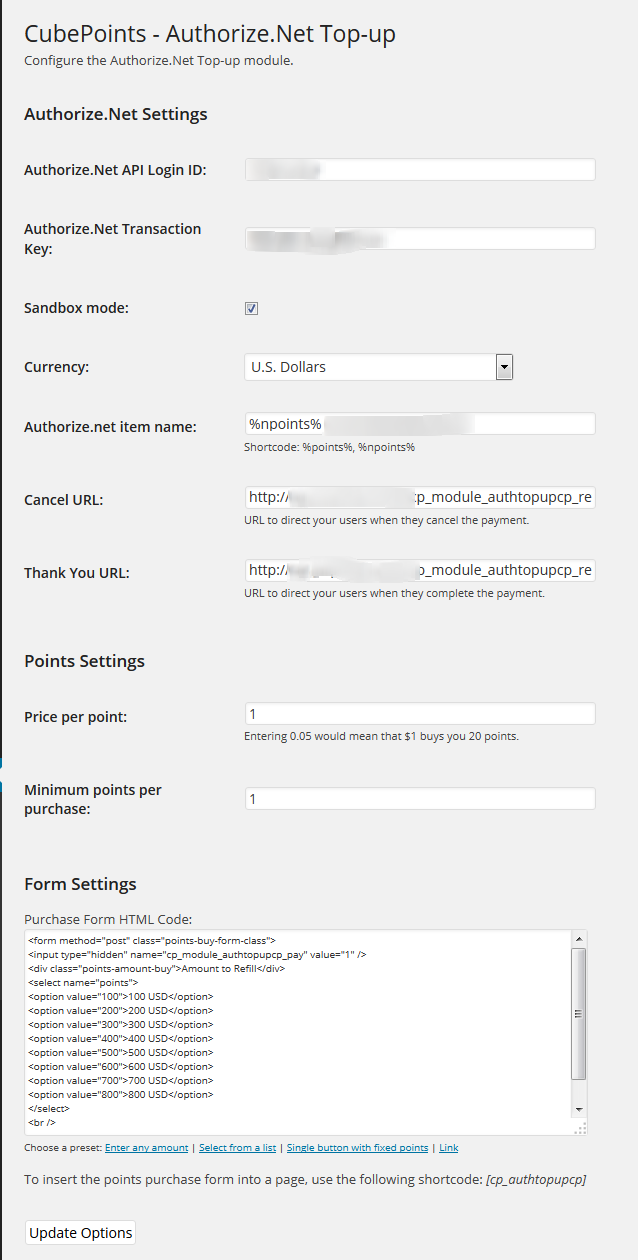 CubePoints - Authorize.Net Top-up
Configure the Authorize.Net Top-up module.
Authorize.Net Settings
Authorize.Net API Login ID:
Authorize.Net Transaction
Key:
Sandbox mode:
Currency:
U.S. Dollars
Authorize.net item name:
%npoints%
Shortcode: %points%, %npoints%
Cancel URL:
http:// cp_module_authtopupcp_re
URL to direct your users when they cancel the payment.
Thank You URL:
http:// p_module_authtopupcp_re
URL to direct your users when they complete the payment.
Points Settings
Price per point:
1
Entering 0.05 would mean that $1 buys you 20 points.
Minimum points per
purchase:
1
Form Settings
Purchase Form HTML Code:
<form method="post" class="points-buy-form-class">
<input type="hidden" name="cp_module_authtopupcp_pay" value="1" />
<div class="points-amount-buy">Amount to Refill</div>
<select name="points">
<option value="100">100 USD</option>
<option value="200">200 USD</option>
<option value="300">300 USD</option>
<option value="400">400 USD</option>
<option value="500">500 USD</option>
<option value="600">600 USD</option>
<option value="700">700 USD</option>
<option value="800">800 USD</option>
</select>
<br />
Choose a preset: Enter any amount | Select from a list | Single button with fixed points | Link
To insert the points purchase form into a page, use the following shortcode: [cp_authtopupcp]
Update Options